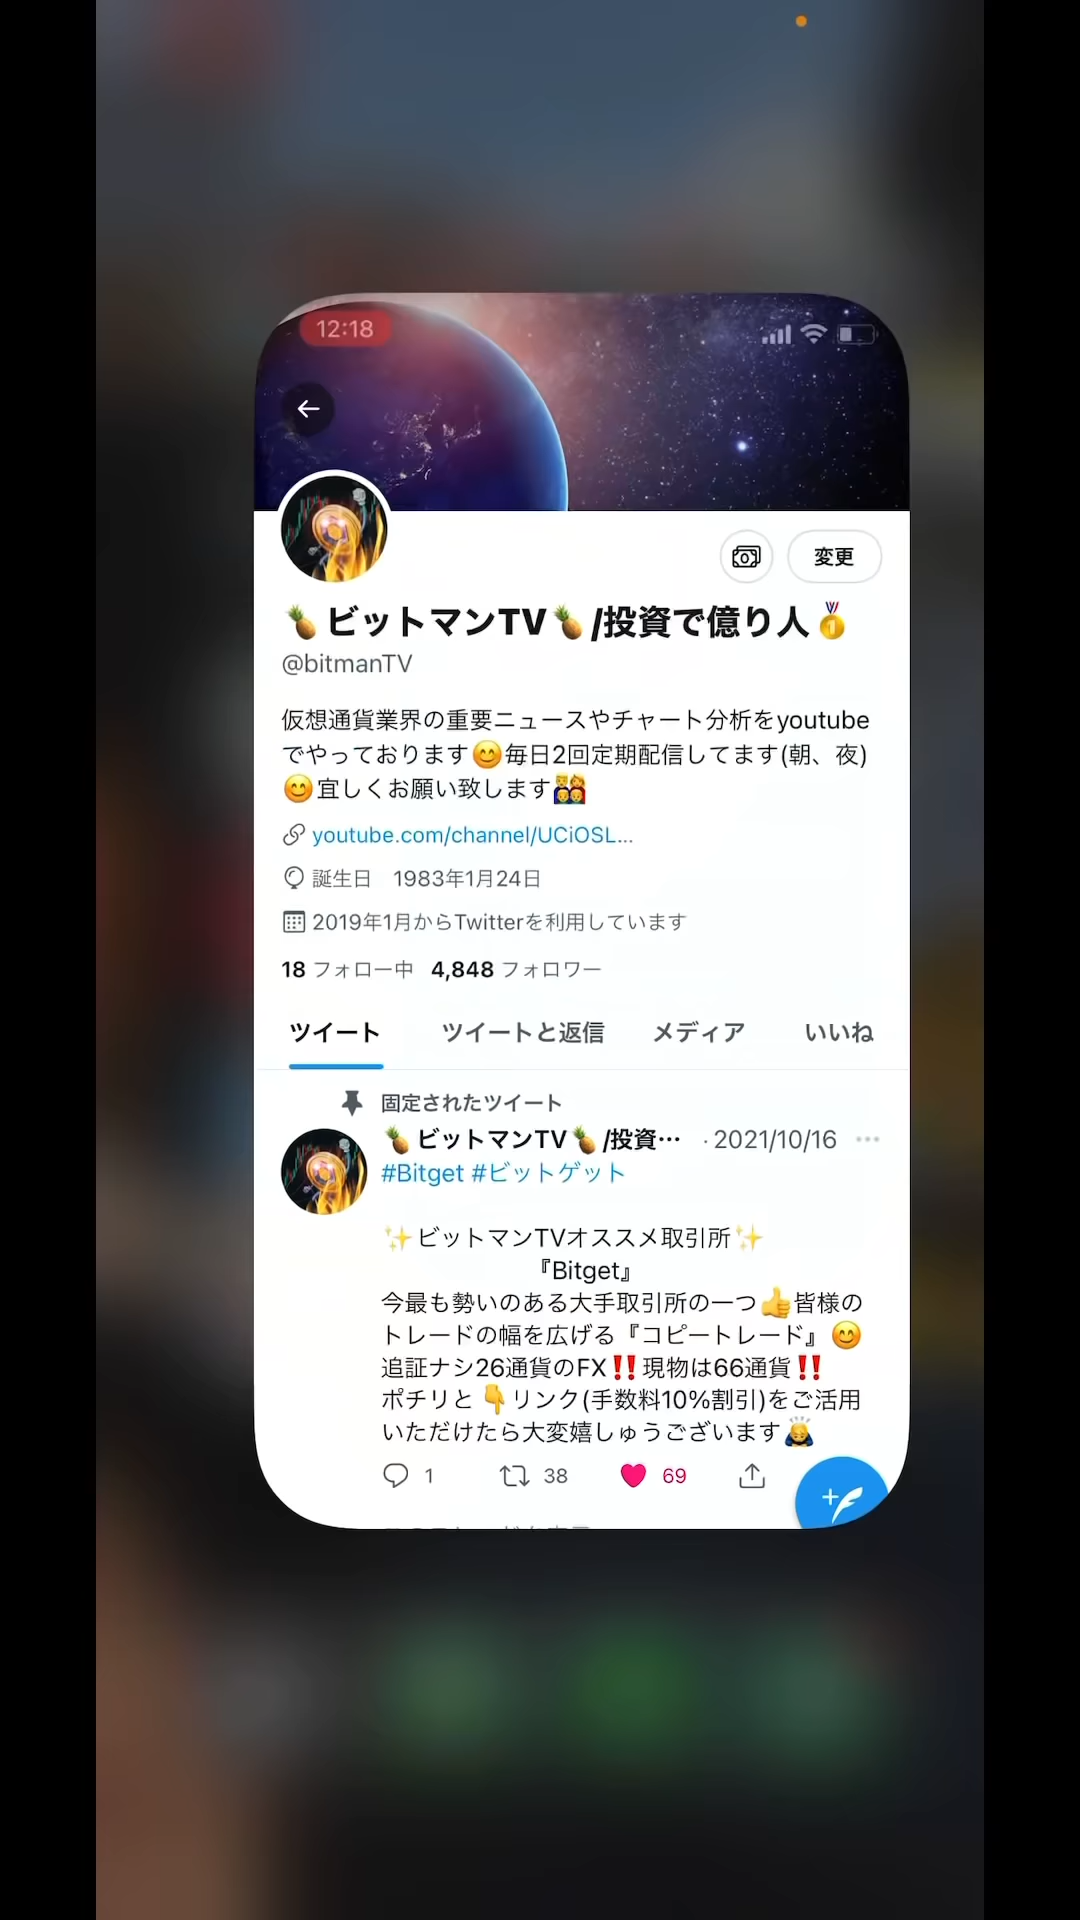 12:18
🍍ビットマンTV🍍/投資で億り人🏅
変更
@bitmanTV
仮想通貨業界の重要ニュースやチャート分析をyoutube
でやっております😊毎日2回定期配信してます(朝、夜)
😊宜しくお願い致します👨‍👩‍👧‍👦
youtube.com/channel/UCiOSL...
誕生日 1983年1月24日
2019年1月からTwitterを利用しています
18 フォロー中 4,848 フォロワー
ツイート ツイートと返信 メディア いいね
固定されたツイート
🍍ビットマンTV🍍/投資… · 2021/10/16
#Bitget #ビットゲット
✨ビットマンTVオススメ取引所✨
『Bitget』
今最も勢いのある大手取引所の一つ👍皆様の
トレードの幅を広げる『コピートレード』😊
追証ナシ26通貨のFX‼️現物は66通貨‼️
ポチリと👇リンク(手数料10%割引)をご活用
いただけたら大変嬉しゅうございます🙇
1 38 69